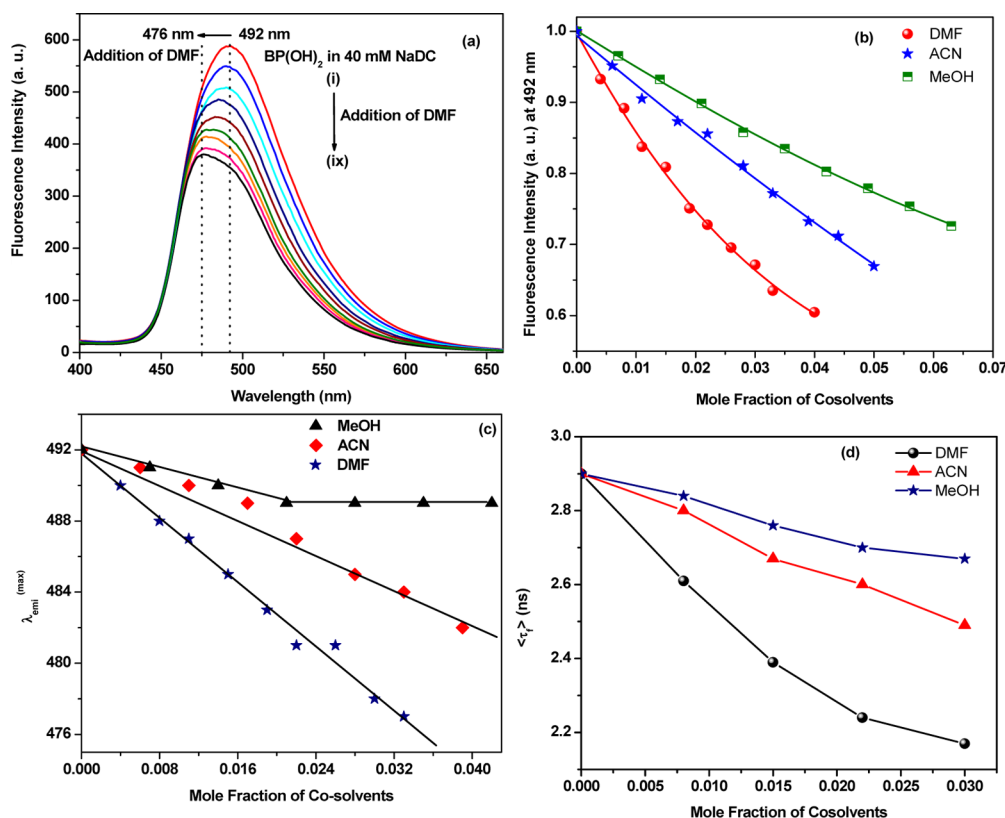 476 nm 492 nm (a)
Addition of DMF BP(OH)2 in 40 mM NaDC
(i)
Addition of DMF
(ix)
Fluorescence Intensity (a. u.)
600
500
400
300
200
100
0
400 450 500 550 600 650
Wavelength (nm)
(b)
DMF
ACN
MeOH
Fluorescence Intensity (a. u.) at 492 nm
1.0
0.9
0.8
0.7
0.6
0.00 0.01 0.02 0.03 0.04 0.05 0.06 0.07
Mole Fraction of Cosolvents
(c)
MeOH
ACN
DMF
λemi (max)
492
488
484
480
476
0.000 0.008 0.016 0.024 0.032 0.040
Mole Fraction of Co-solvents
(d)
DMF
ACN
MeOH
<τf> (ns)
3.0
2.8
2.6
2.4
2.2
0.000 0.005 0.010 0.015 0.020 0.025 0.030
Mole Fraction of Cosolvents